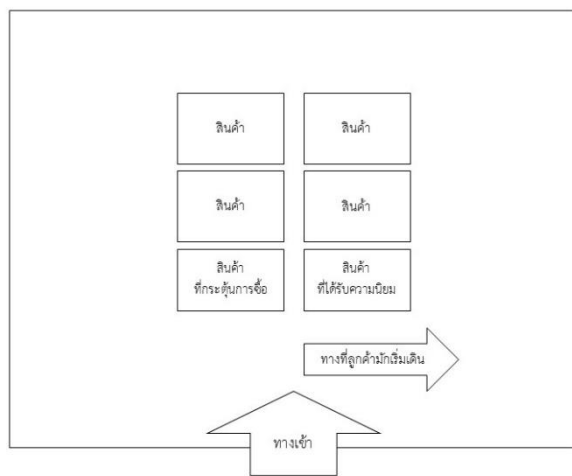 สินค้า
สินค้า
สินค้า
สินค้า
สินค้า
ที่กระตุ้นการซื้อ
สินค้า
ที่ได้รับความนิยม
ทางที่ลูกค้ามักเริ่มเดิน
ทางเข้า